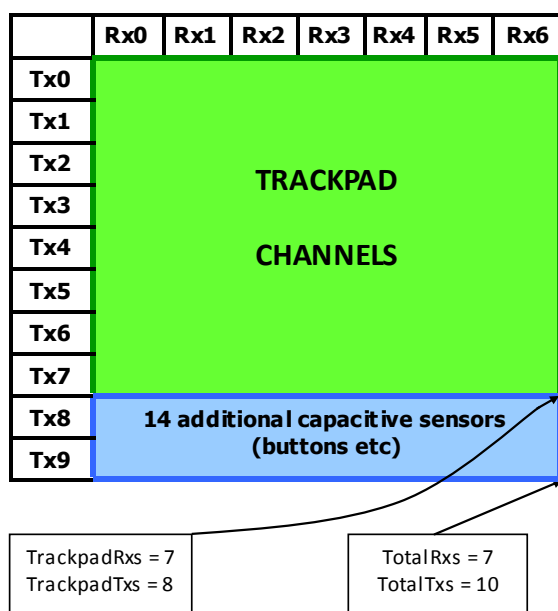 Rx0 Rx1 Rx2 Rx3 Rx4 Rx5 Rx6
Tx0
Tx1
Tx2
TRACKPAD
Tx3
Tx4
CHANNELS
Tx5
Tx6
Tx7
Tx8
14 additional capacitive sensors
(buttons etc)
Tx9
TrackpadRxs = 7
TrackpadTxs = 8
TotalRxs = 7
TotalTxs = 10